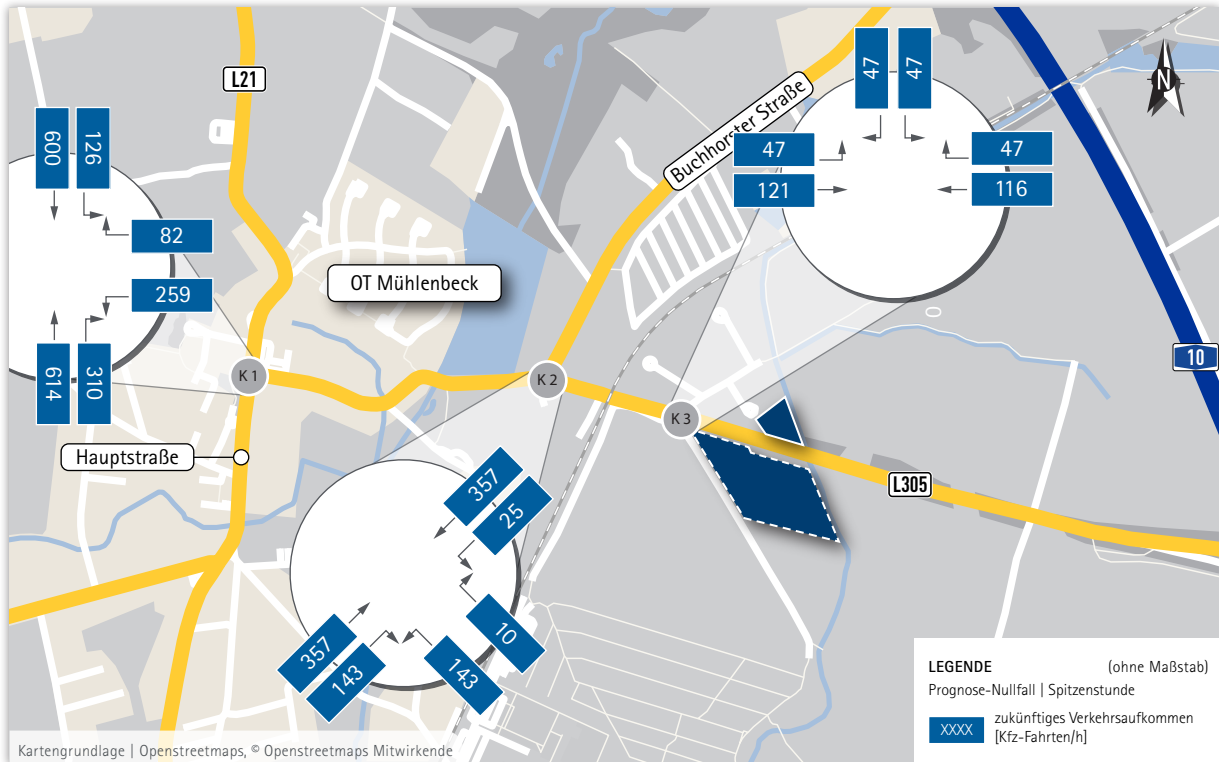 L21
Buchhorster Straße
47
47
47
121
47
116
N
600
126
82
259
614
310
OT Mühlenbeck
10
K 1
K 2
K 3
Hauptstraße
L305
357
25
10
357
143
143
LEGENDE (ohne Maßstab)
Prognose-Nullfall | Spitzenstunde
XXXX zukünftiges Verkehrsaufkommen
[Kfz-Fahrten/h]
Kartengrundlage | Openstreetmaps, © Openstreetmaps Mitwirkende